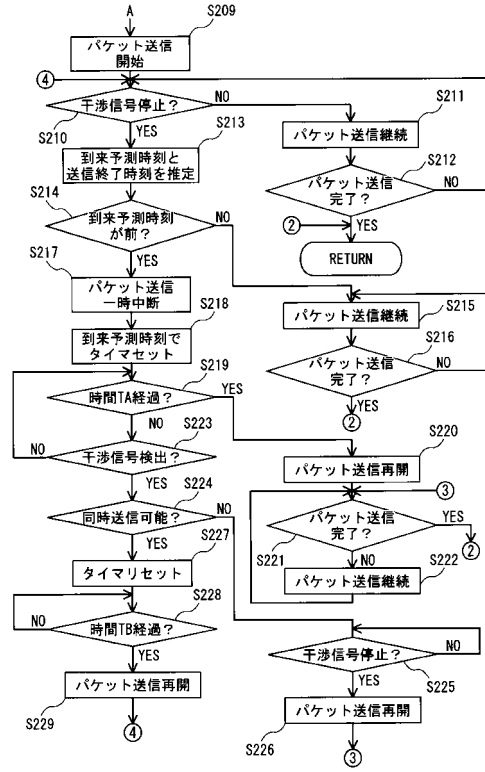 A
S209
パケット送信
開始
④
干渉信号停止?
NO
S210
YES
S211
パケット送信継続
S212
パケット送信
完了?
NO
YES
②
RETURN
S213
到来予測時刻と
送信終了時刻を推定
S214
到来予測時刻
が前?
NO
YES
S215
パケット送信継続
S216
パケット送信
完了?
NO
YES
②
S217
パケット送信
一時中断
S218
到来予測時刻で
タイマセット
S219
時間TA経過?
YES
NO
S220
パケット送信再開
③
パケット送信
完了?
YES
②
S221
NO
S222
パケット送信継続
S223
干渉信号検出?
NO
YES
S224
同時送信可能?
NO
YES
S225
干渉信号停止?
NO
YES
パケット送信再開
S226
③
S227
タイマリセット
S228
時間TB経過?
NO
YES
パケット送信再開
S229
④